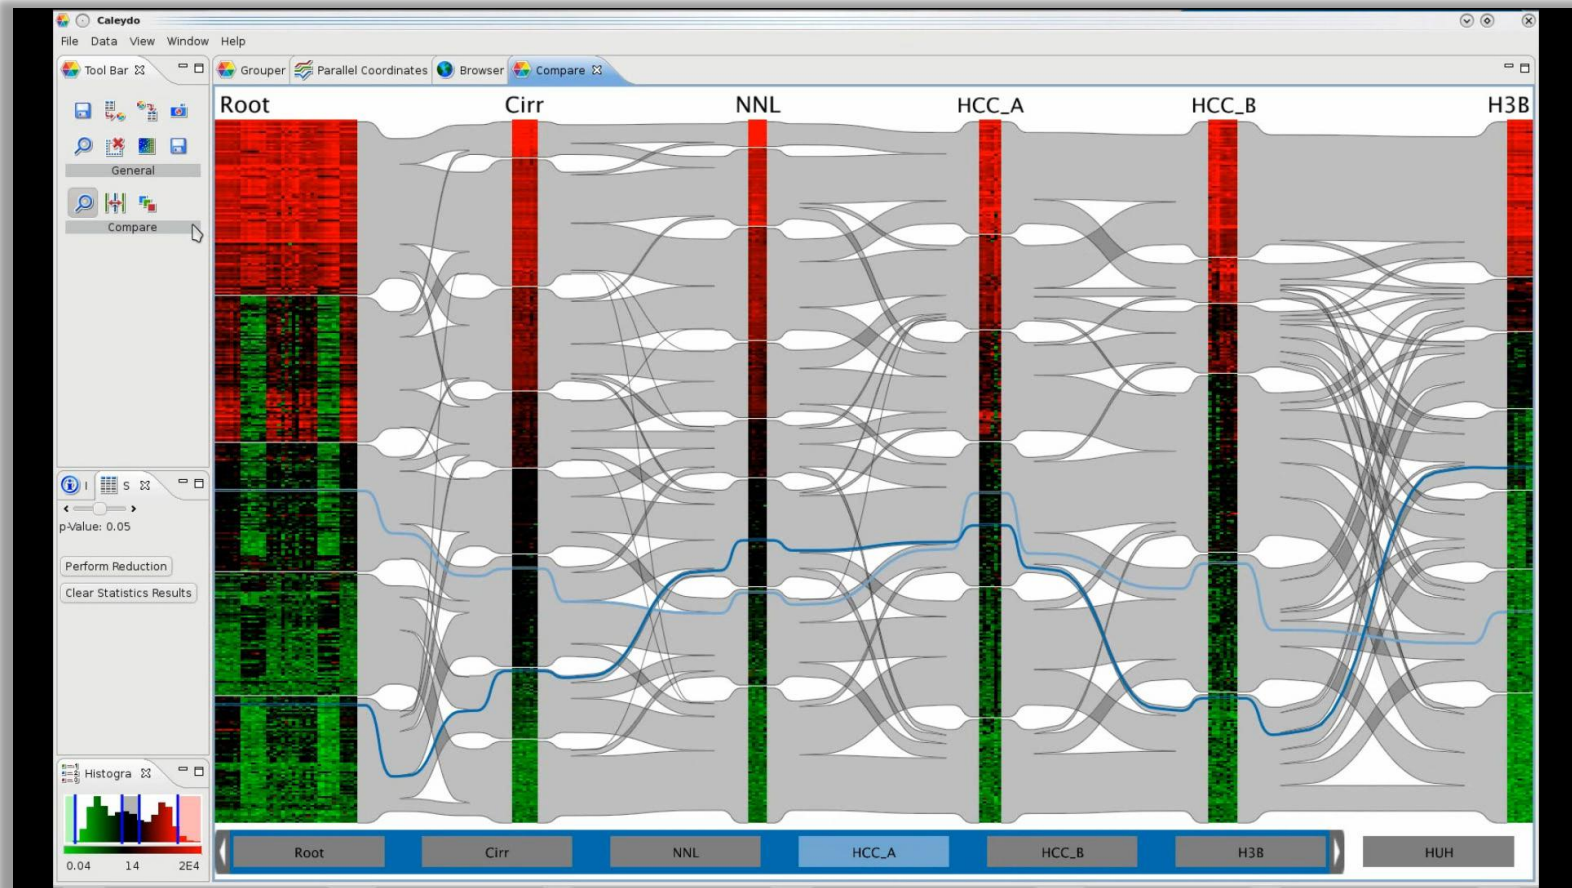 Caleydo
File Data View Window Help
Tool Bar
Grouper Parallel Coordinates Browser Compare
Root Cirr NNL HCC_A HCC_B H3B
General
Compare
I S
p-Value: 0.05
Perform Reduction
Clear Statistics Results
Histogra
0.04 14 2E4
Root Cirr NNL HCC_A HCC_B H3B HUH